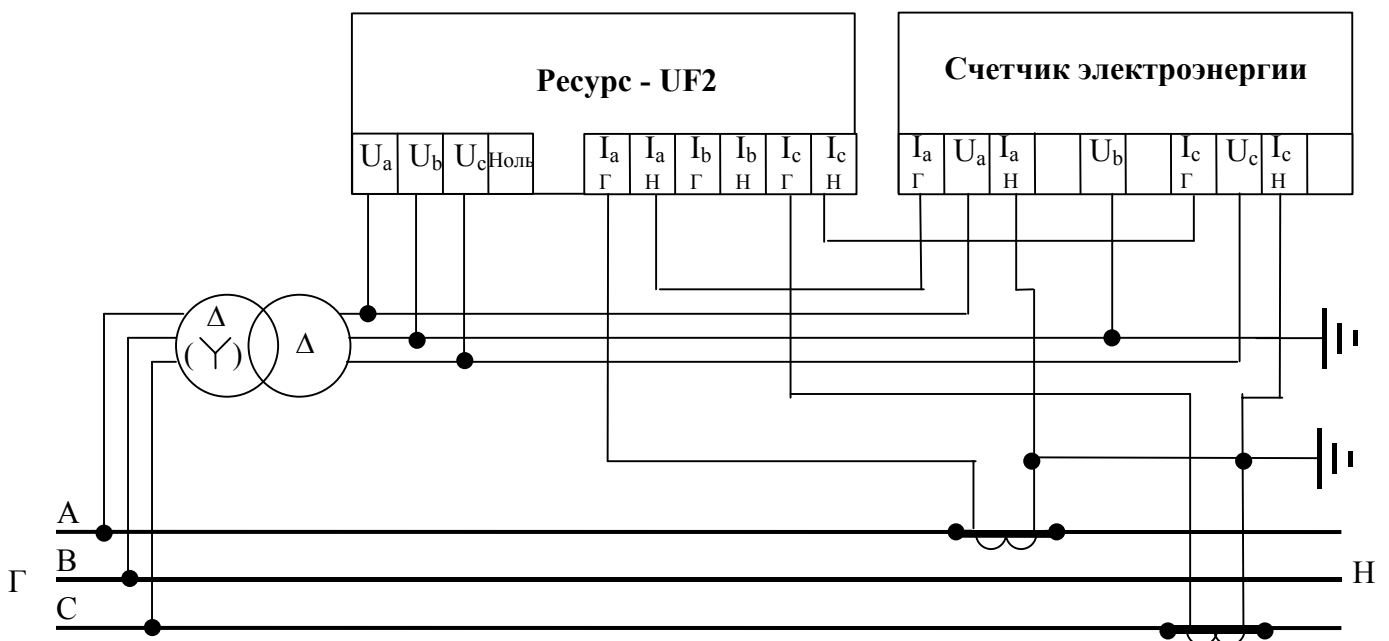 Ресурс - UF2
Счетчик электроэнергии
Ua Ub Uc Ноль Ia Г Ia Н Ib Г Ib Н Ic Г Ic Н
Ia Г Ua Ia Н Ub Ic Г Uc Ic Н
Δ
(Y)
Δ
A
B
C
Г
Н